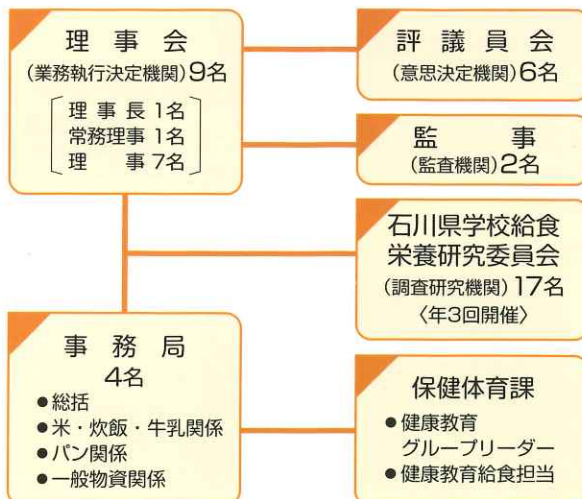 理事会
(業務執行決定機関)9名
理事長 1名
常務理事 1名
理事 7名
評議員会
(意思決定機関)6名
監事
(監査機関)2名
石川県学校給食
栄養研究委員会
(調査研究機関)17名
〈年3回開催〉
事務局
4名
●総括
●米・炊飯・牛乳関係
●パン関係
●一般物資関係
保健体育課
●健康教育
グループリーダー
●健康教育給食担当